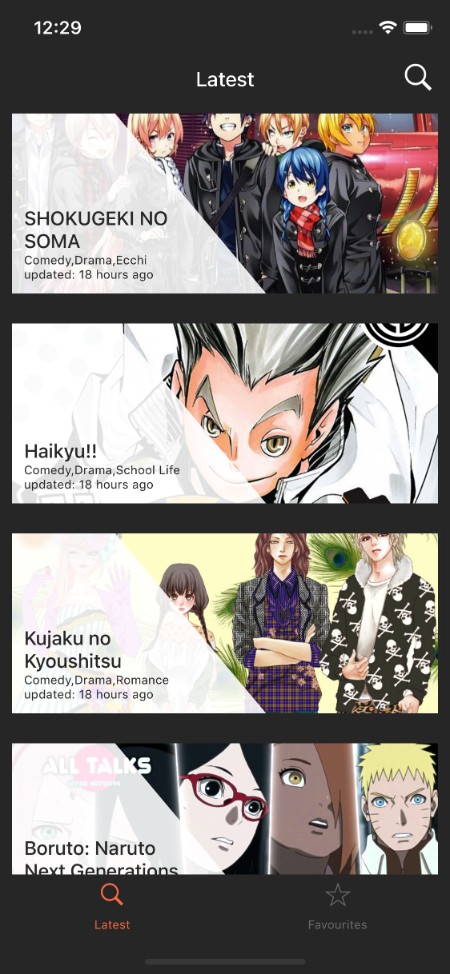 12:29
Latest
SHOKUGEKI NO
SOMA
Comedy,Drama,Ecchi
updated: 18 hours ago
Haikyu!!
Comedy,Drama,School Life
updated: 18 hours ago
Kujaku no
Kyoushitsu
Comedy,Drama,Romance
updated: 18 hours ago
ALL TALKS
Boruto: Naruto
Next Generations
Latest
Favourites